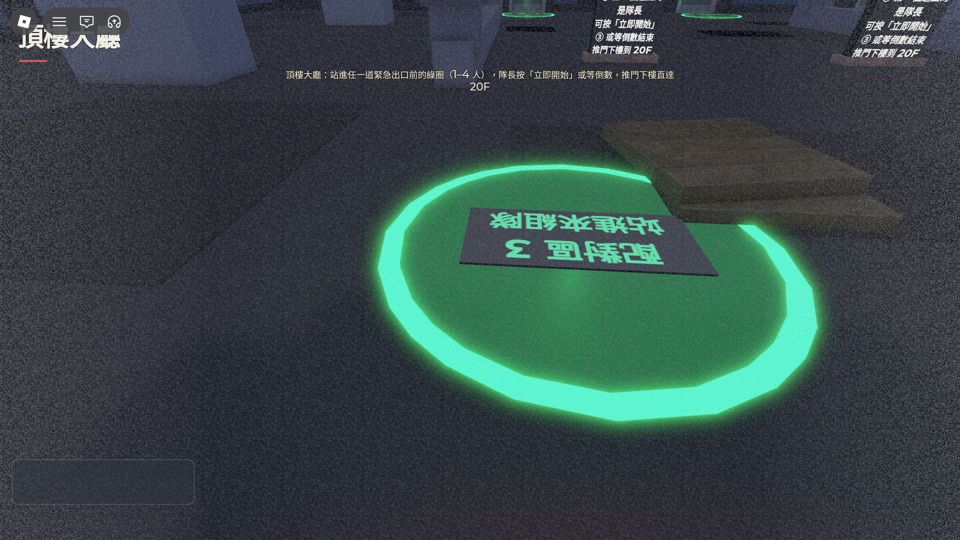 頂樓大廳
頂樓大廳：站進任一道緊急出口前的綠圈（1–4 人），隊長按「立即開始」或等倒數，推門下樓直達
20F
是隊長
可按「立即開始」
③ 或等倒數結束
推門下樓到 20F
是隊長
可按「立即開始」
③ 或等倒數結束
推門下樓到 20F
配對區 3
站進來組隊